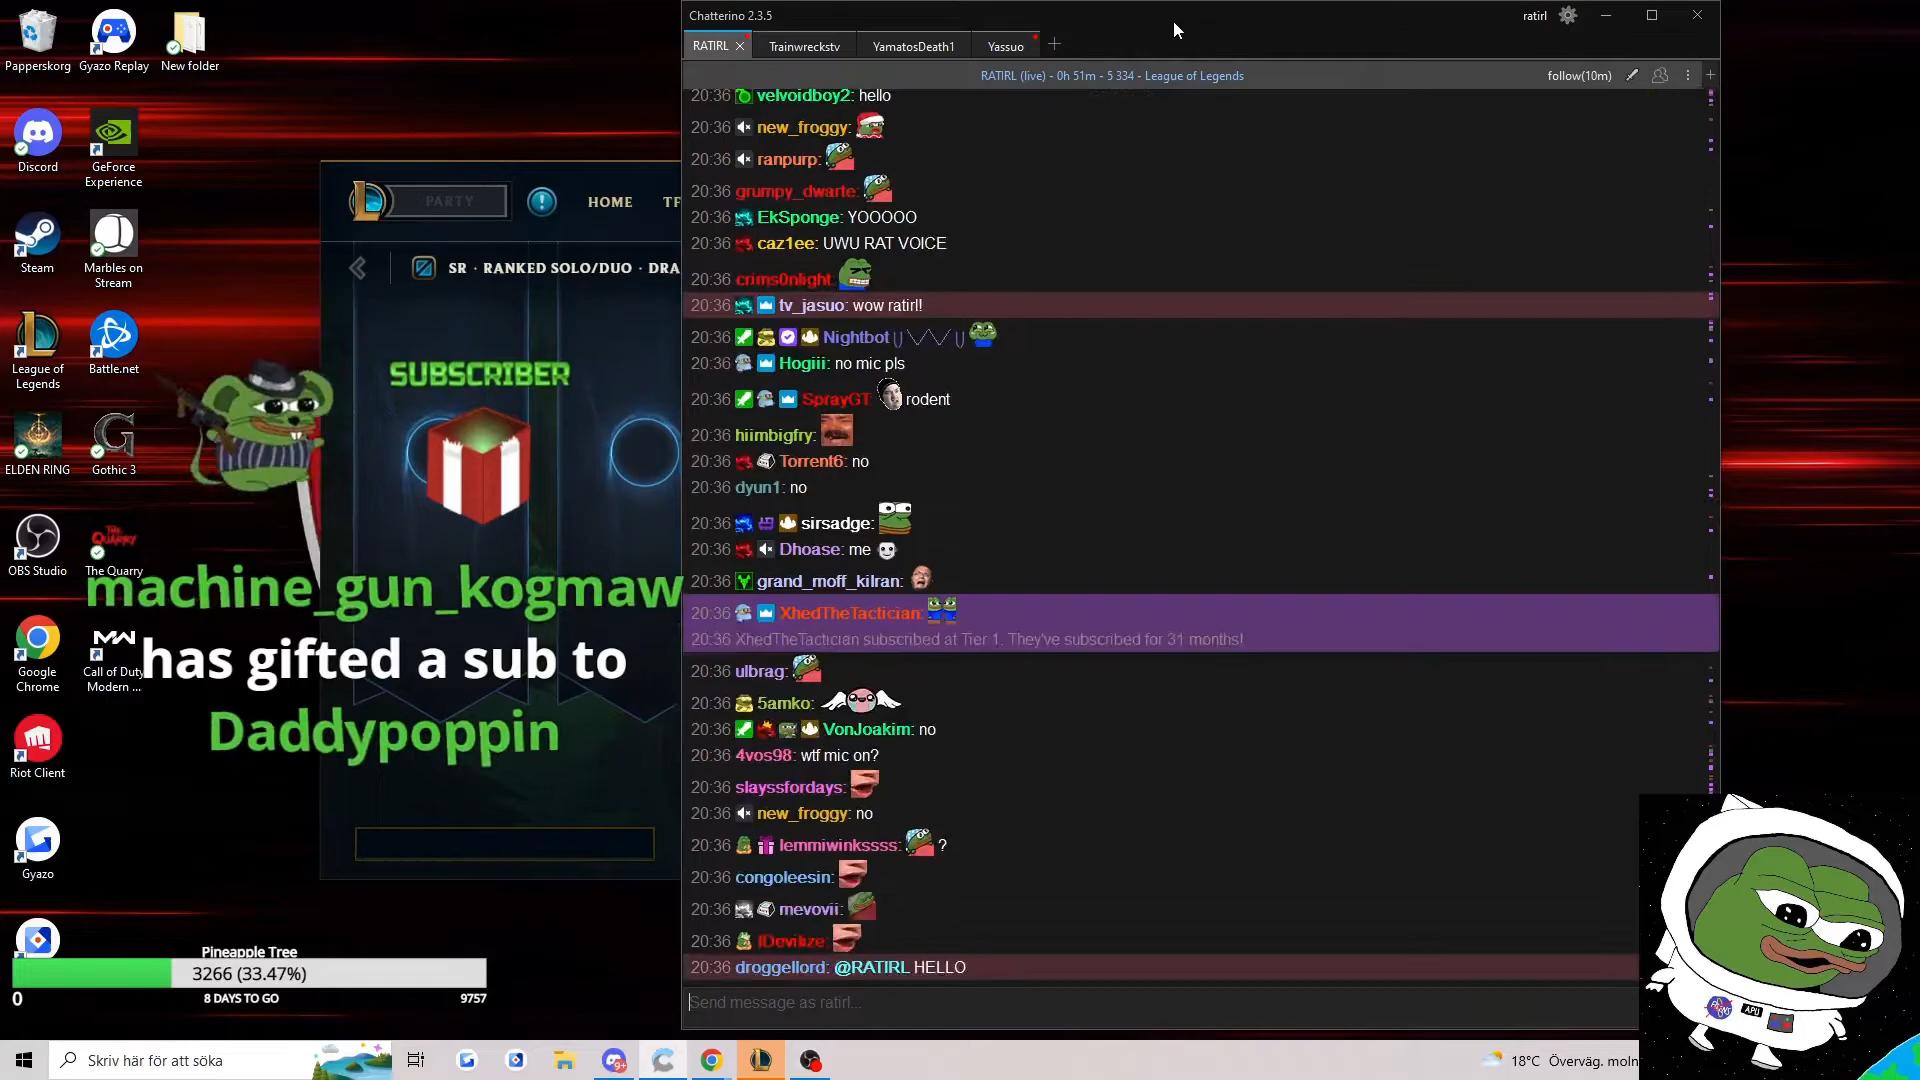 Papperskorg
Gyazo Replay
New folder
Discord
GeForce
Experience
Steam
Marbles on
Stream
League of
Legends
Battle.net
ELDEN RING
Gothic 3
OBS Studio
The Quarry
Google
Chrome
Call of Duty
Modern ...
Riot Client
Gyazo
PARTY
HOME
TF
SR · RANKED SOLO/DUO · DRA
SUBSCRIBER
machine_gun_kogmaw
has gifted a sub to
Daddypoppin
Pineapple Tree
3266 (33.47%)
0
8 DAYS TO GO
9757
Chatterino 2.3.5
ratirl
RATIRL
Trainwreckstv
YamatosDeath1
Yassuo
RATIRL (live) - 0h 51m - 5 334 - League of Legends
follow(10m)
20:36 velvoidboy2: hello
20:36 new_froggy:
20:36 ranpurp:
20:36 grumpy_dwarte:
20:36 EkSponge: YOOOOO
20:36 caz1ee: UWU RAT VOICE
20:36 crims0nlight:
20:36 tv_jasuo: wow ratirl!
20:36 Nightbot
20:36 Hogiii: no mic pls
20:36 SprayGT: rodent
20:36 hiimbigfry:
20:36 Torrent6: no
20:36 dyun1: no
20:36 sirsadge:
20:36 Dhoase: me
20:36 grand_moff_kilran:
20:36 XhedTheTactician:
20:36 XhedTheTactician subscribed at Tier 1. They've subscribed for 31 months!
20:36 ulbrag:
20:36 5amko:
20:36 VonJoakim: no
20:36 4vos98: wtf mic on?
20:36 slayssfordays:
20:36 new_froggy: no
20:36 lemmiwinkssss: ?
20:36 congoleesin:
20:36 mevovii:
20:36 IDevilize:
20:36 droggellord: @RATIRL HELLO
Send message as ratirl...
APU
Skriv här för att söka
9+
18°C Överväg. moln